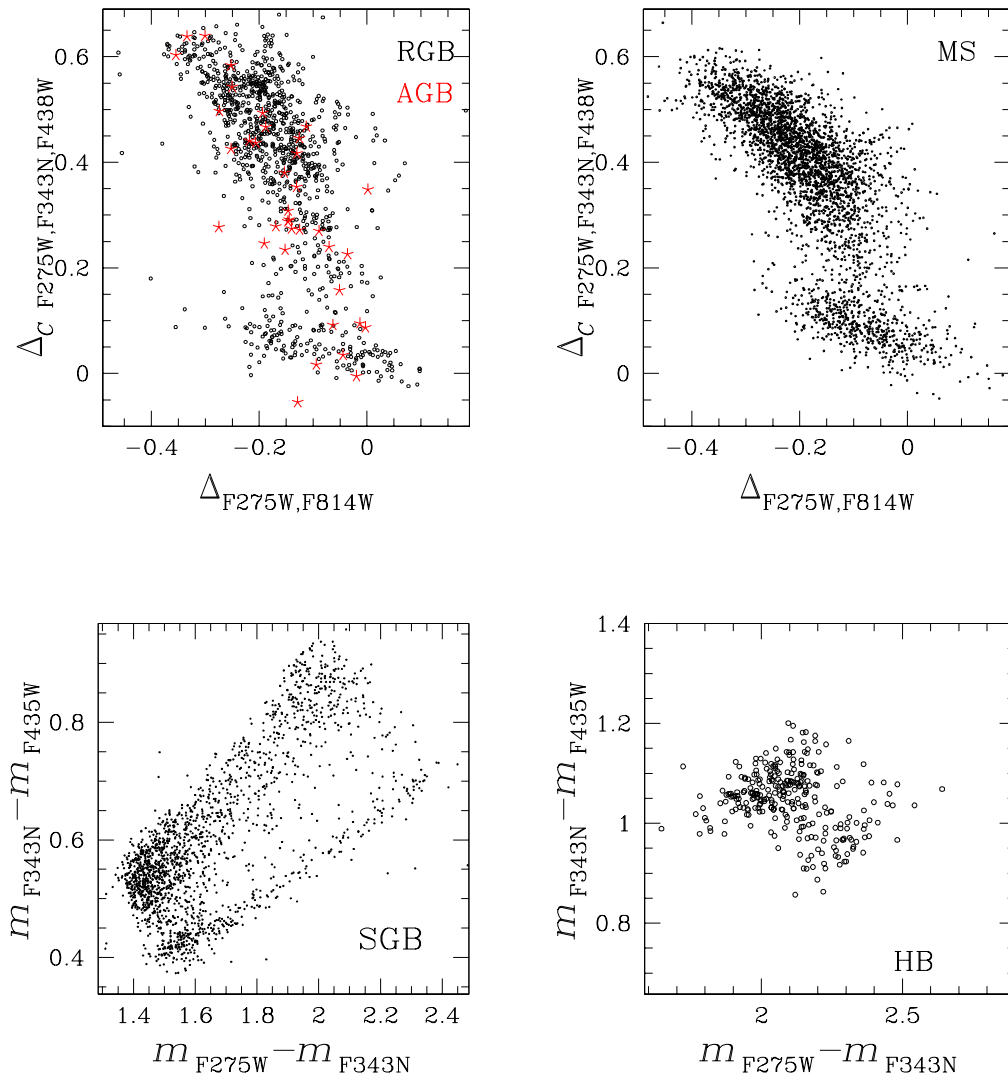 RGB
AGB
0.6
0.4
0.2
0
−0.4
−0.2
0
Δ_C F275W,F343N,F438W
Δ_F275W,F814W
MS
0.6
0.4
0.2
0
−0.4
−0.2
0
Δ_C F275W,F343N,F438W
Δ_F275W,F814W
SGB
0.8
0.6
0.4
1.4
1.6
1.8
2
2.2
2.4
m_F343N−m_F435W
m_F275W−m_F343N
HB
1.4
1.2
1
0.8
2
2.5
m_F343N−m_F435W
m_F275W−m_F343N